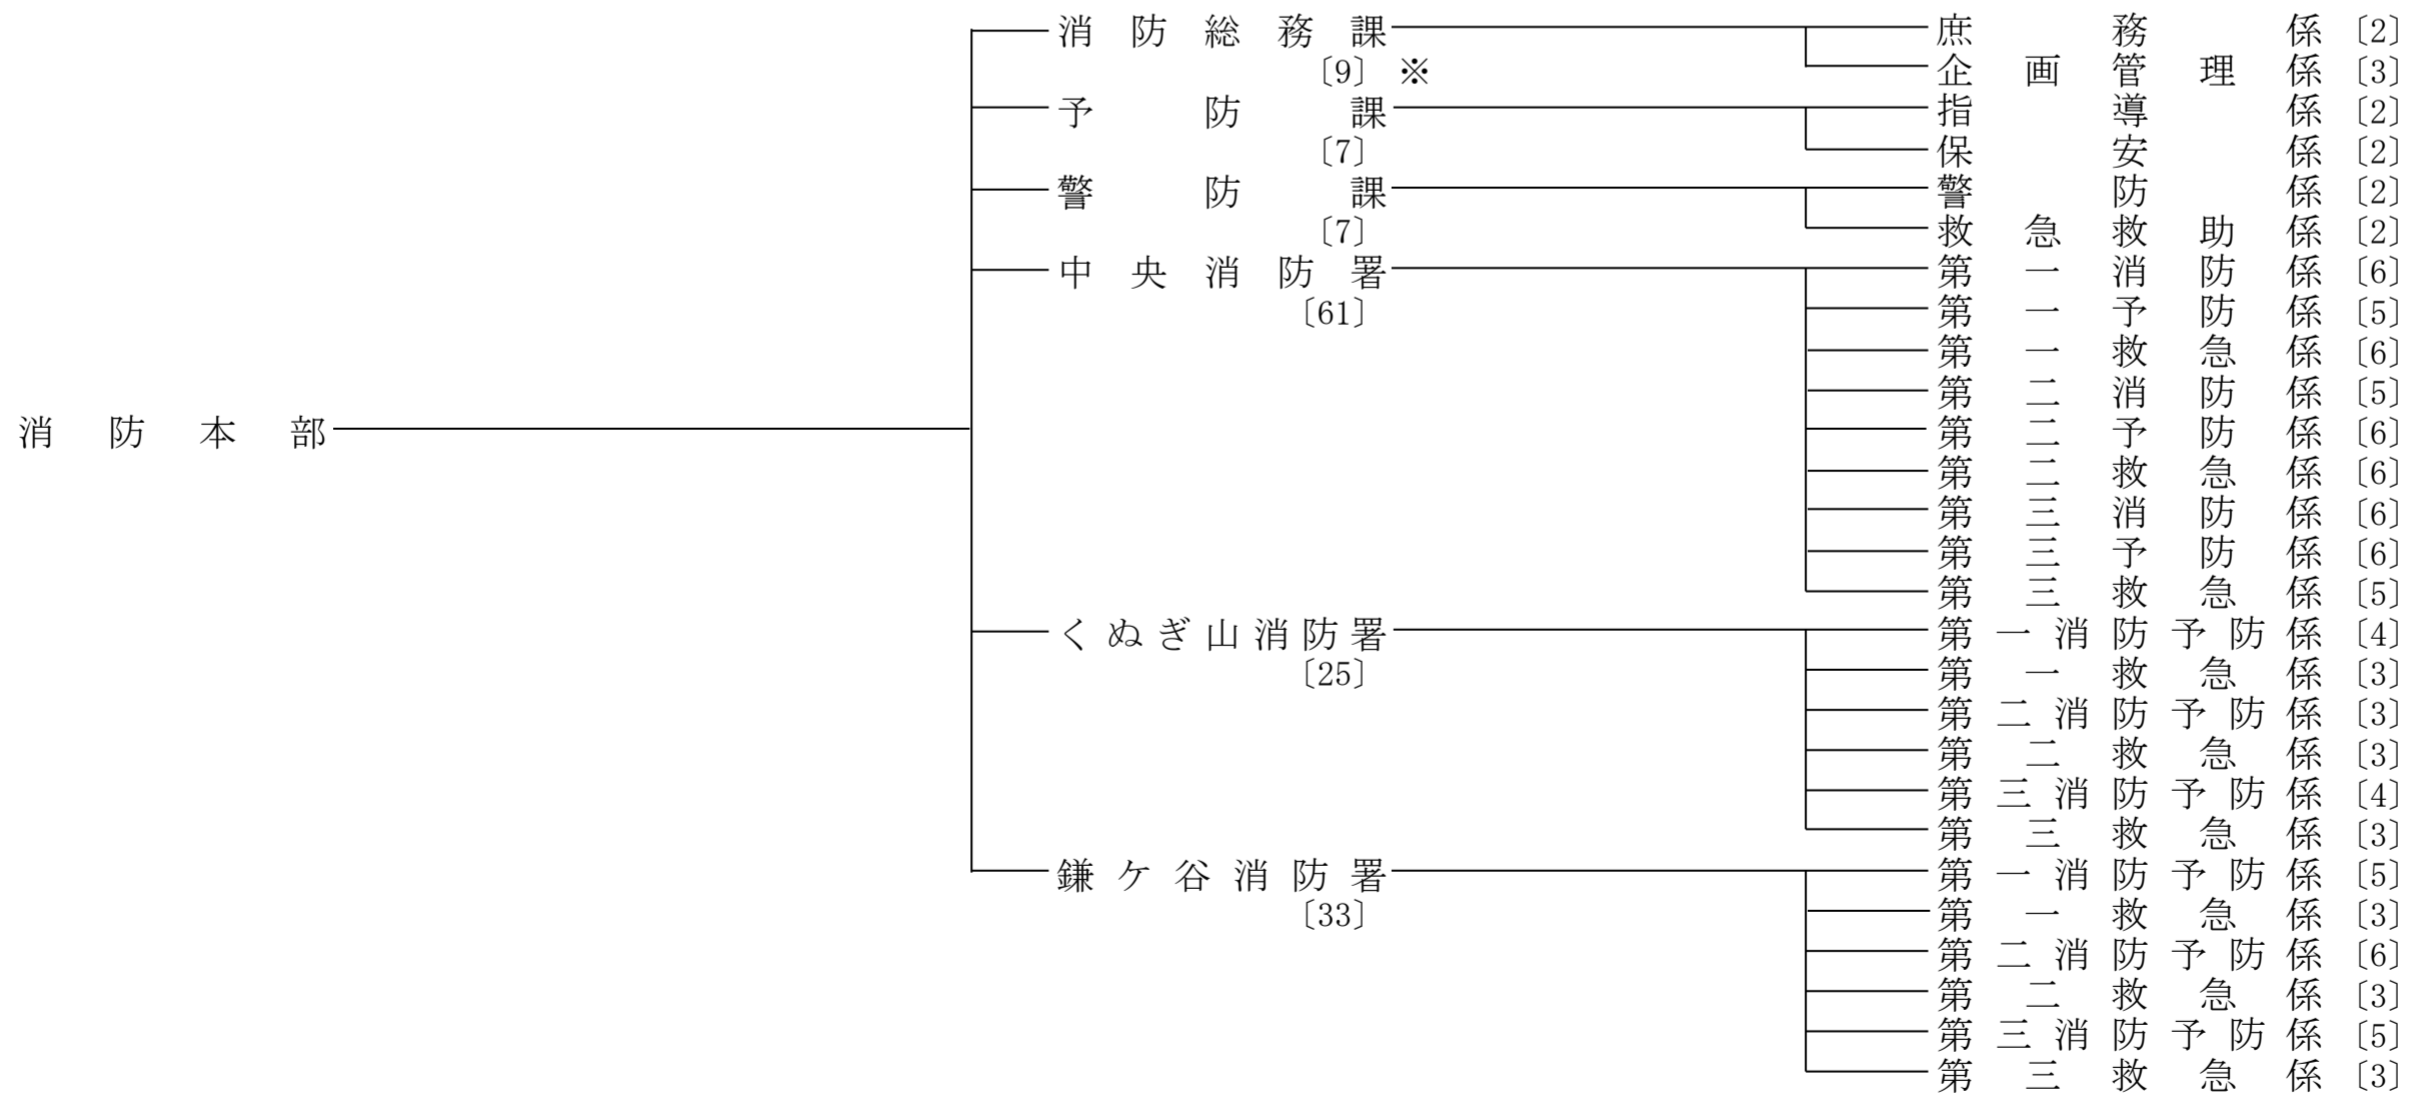 消防総務課 庶務係 〔2〕
〔9〕 ※ 企画管理係 〔3〕
予防課 指導係 〔2〕
〔7〕 保安係 〔2〕
警防課 警防係 〔2〕
〔7〕 救急救助係 〔2〕
中央消防署 第一消防係 〔6〕
〔61〕 第一予防係 〔5〕
第一救急係 〔6〕
第二消防係 〔5〕
消防本部 第二予防係 〔6〕
第二救急係 〔6〕
第三消防係 〔6〕
第三予防係 〔6〕
第三救急係 〔5〕
くぬぎ山消防署 第一消防予防係 〔4〕
〔25〕 第一救急係 〔3〕
第二消防予防係 〔3〕
第二救急係 〔3〕
第三消防予防係 〔4〕
第三救急係 〔3〕
鎌ケ谷消防署 第一消防予防係 〔5〕
〔33〕 第一救急係 〔3〕
第二消防予防係 〔6〕
第二救急係 〔3〕
第三消防予防係 〔5〕
第三救急係 〔3〕